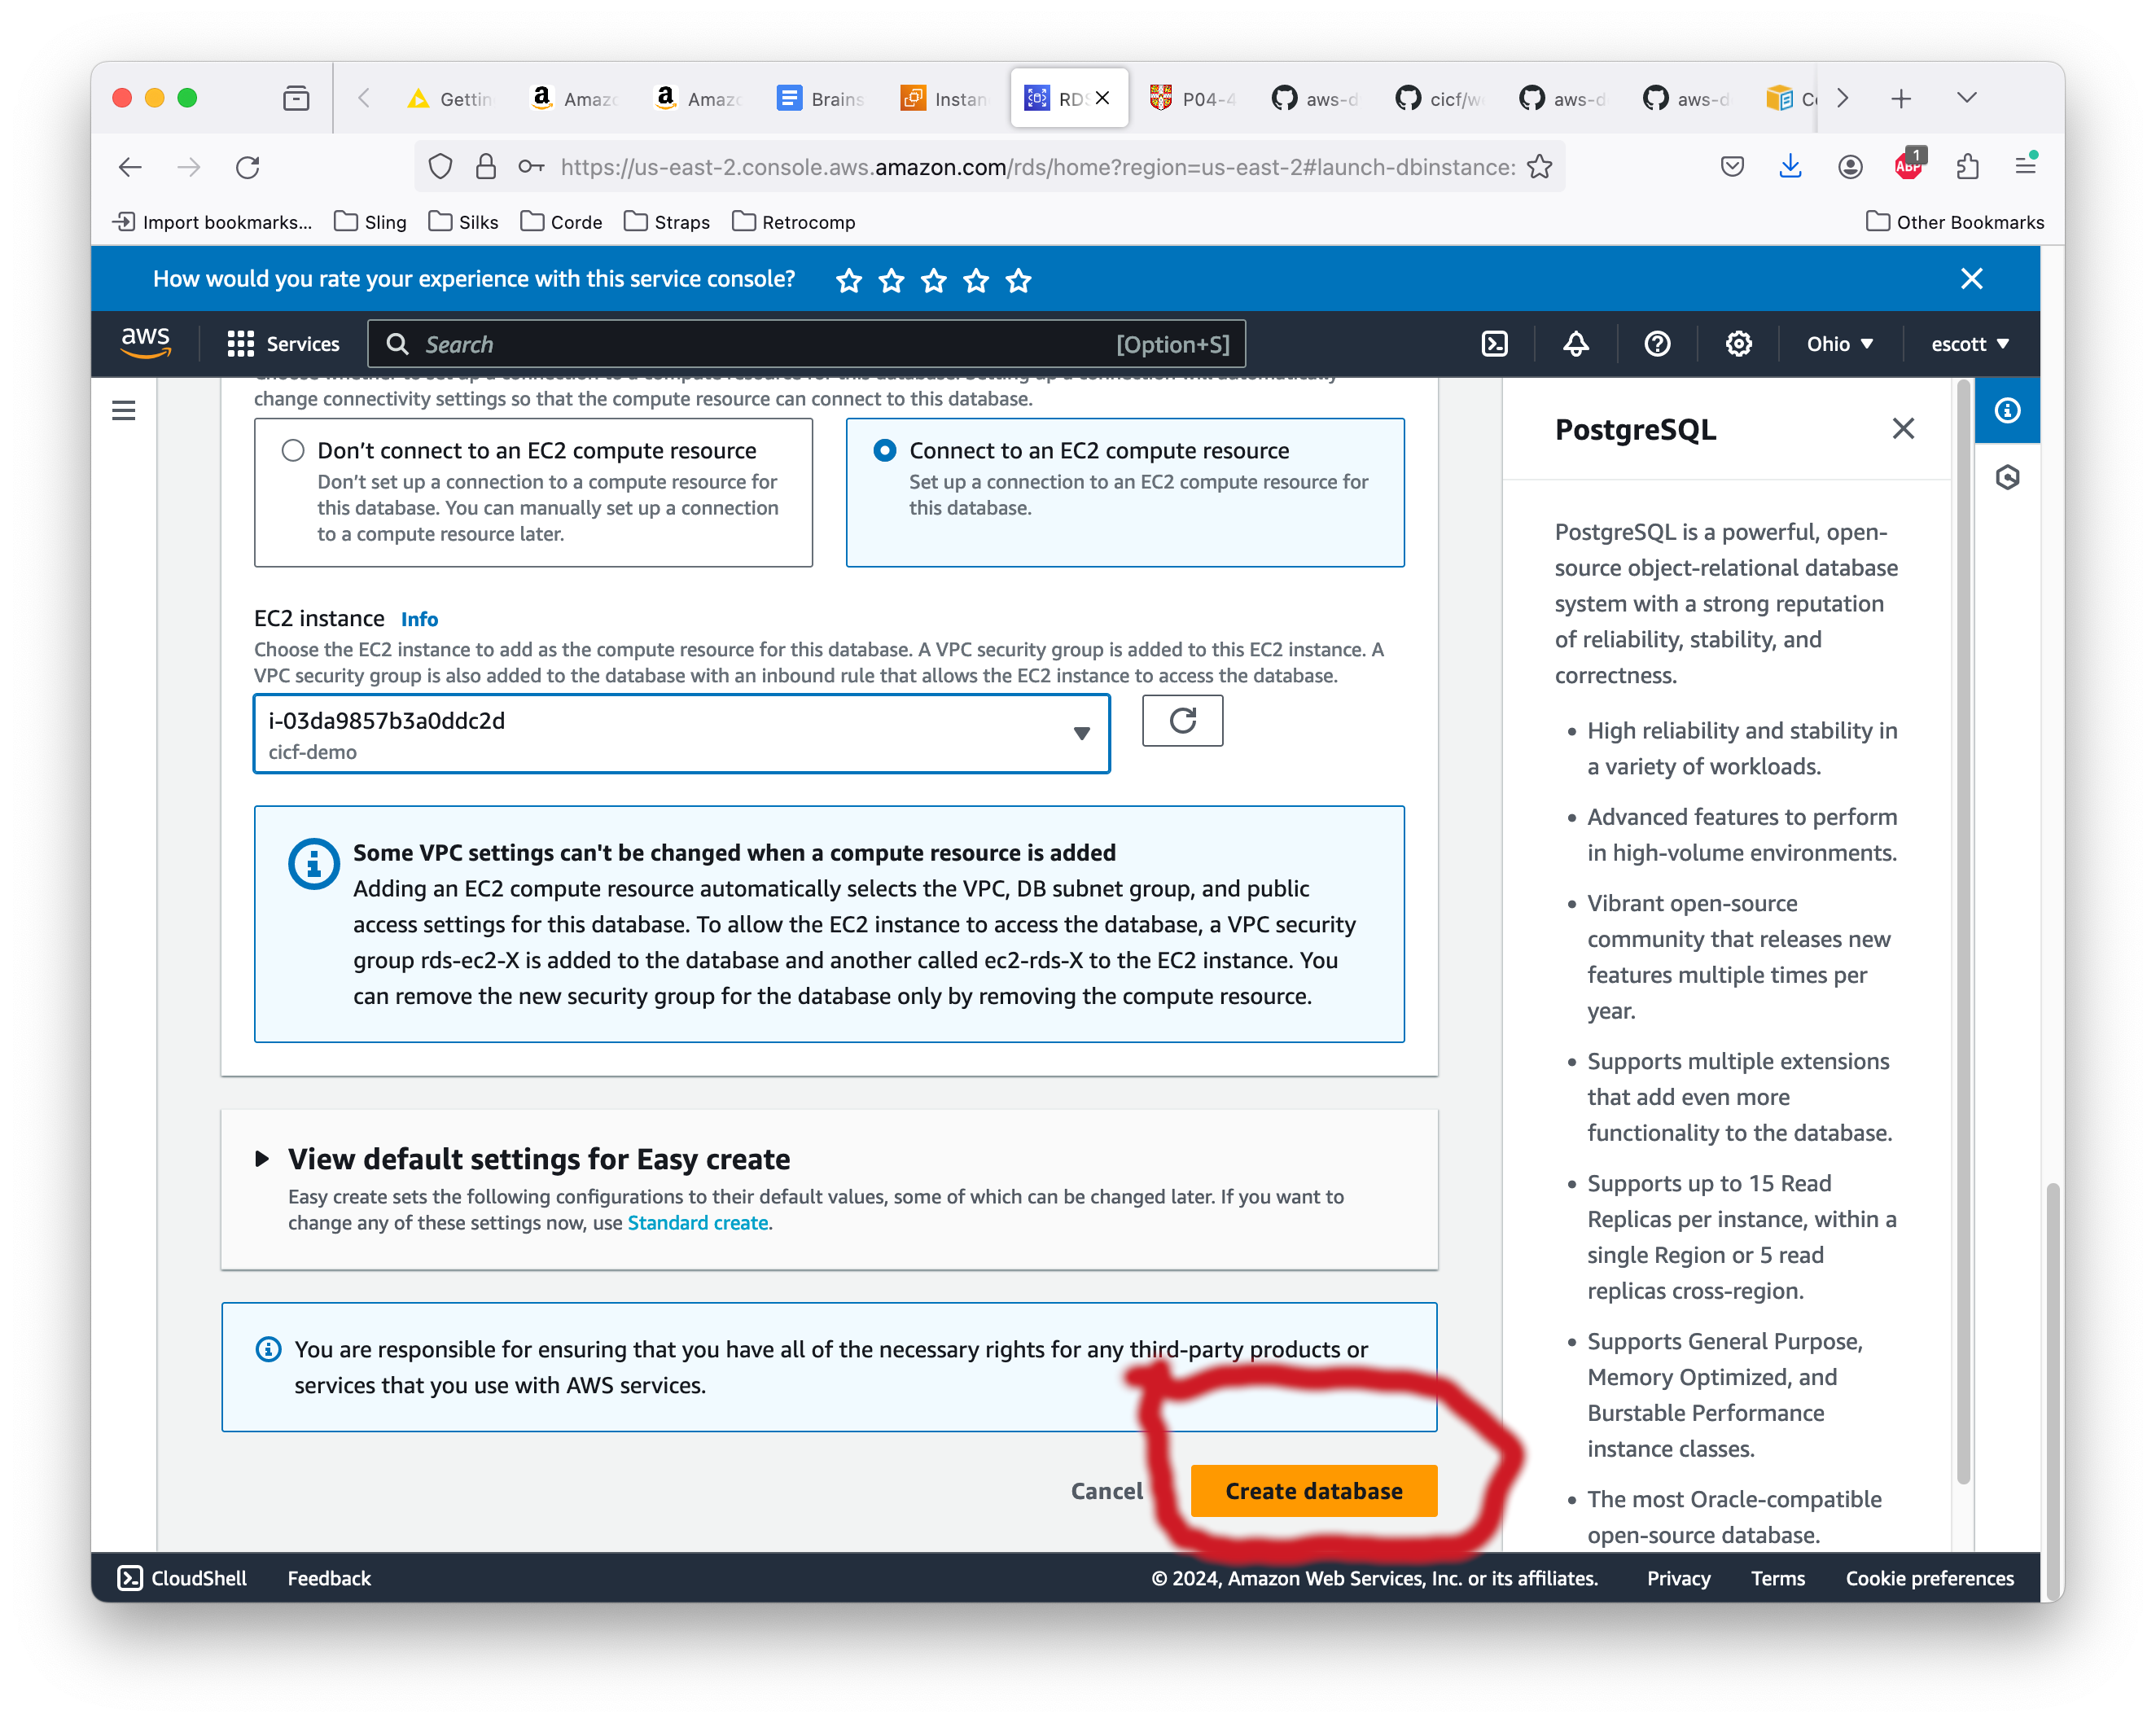 Gettin
Amaz
Amaz
Brains
Instan
RDS
P04-4
aws-d
cicf/w
aws-d
aws-d
https://us-east-2.console.aws.amazon.com/rds/home?region=us-east-2#launch-dbinstance:
ABP
1
Import bookmarks...
Sling
Silks
Corde
Straps
Retrocomp
Other Bookmarks
How would you rate your experience with this service console?
aws
Services
Search
[Option+S]
Ohio
escott
Choose whether to set up a connection to a compute resource for this database. Setting up a connection will automatically
change connectivity settings so that the compute resource can connect to this database.
Don't connect to an EC2 compute resource
Don't set up a connection to a compute resource for
this database. You can manually set up a connection
to a compute resource later.
Connect to an EC2 compute resource
Set up a connection to an EC2 compute resource for
this database.
EC2 instance Info
Choose the EC2 instance to add as the compute resource for this database. A VPC security group is added to this EC2 instance. A
VPC security group is also added to the database with an inbound rule that allows the EC2 instance to access the database.
i-03da9857b3a0ddc2d
cicf-demo
Some VPC settings can't be changed when a compute resource is added
Adding an EC2 compute resource automatically selects the VPC, DB subnet group, and public
access settings for this database. To allow the EC2 instance to access the database, a VPC security
group rds-ec2-X is added to the database and another called ec2-rds-X to the EC2 instance. You
can remove the new security group for the database only by removing the compute resource.
View default settings for Easy create
Easy create sets the following configurations to their default values, some of which can be changed later. If you want to
change any of these settings now, use Standard create.
You are responsible for ensuring that you have all of the necessary rights for any third-party products or
services that you use with AWS services.
Cancel
Create database
PostgreSQL
PostgreSQL is a powerful, open-
source object-relational database
system with a strong reputation
of reliability, stability, and
correctness.
• High reliability and stability in
a variety of workloads.
• Advanced features to perform
in high-volume environments.
• Vibrant open-source
community that releases new
features multiple times per
year.
• Supports multiple extensions
that add even more
functionality to the database.
• Supports up to 15 Read
Replicas per instance, within a
single Region or 5 read
replicas cross-region.
• Supports General Purpose,
Memory Optimized, and
Burstable Performance
instance classes.
• The most Oracle-compatible
open-source database.
CloudShell
Feedback
© 2024, Amazon Web Services, Inc. or its affiliates.
Privacy
Terms
Cookie preferences